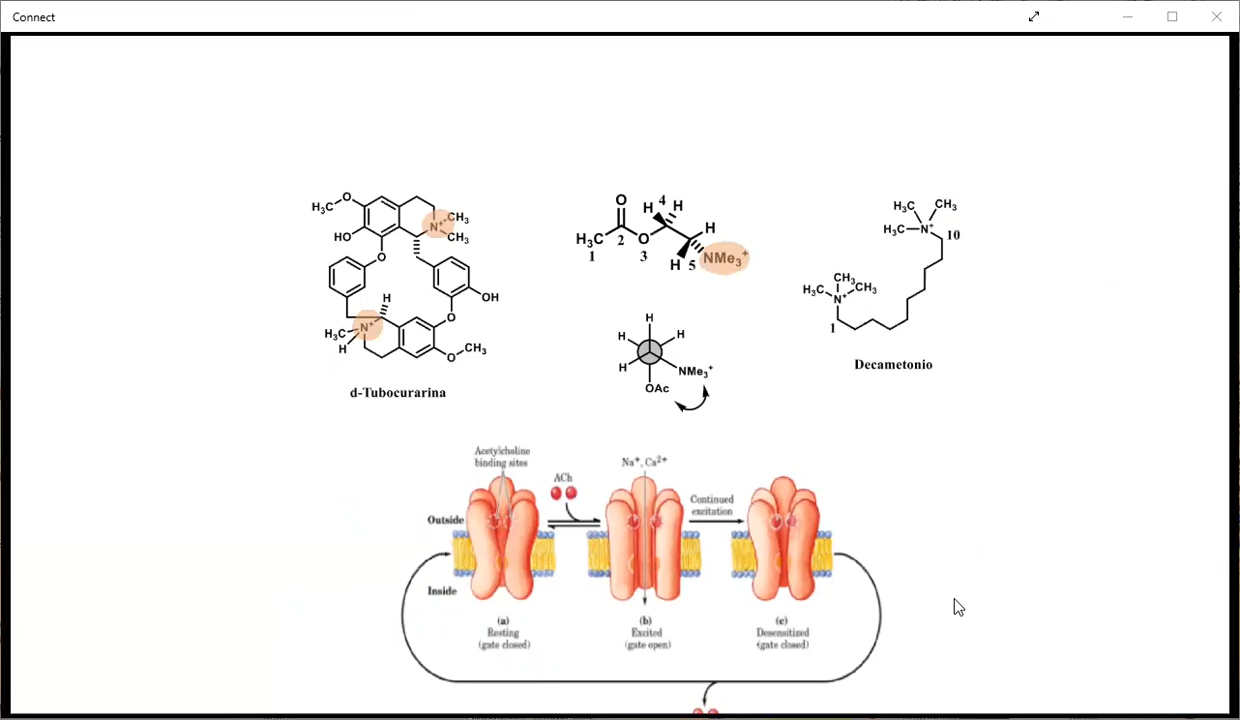 Connect
H₃C O
N⁺ CH₃
CH₃
HO
O
OH
H
H₃C N⁺
H
O
O CH₃
d-Tubocurarina
O
H 4 H
H
H₃C 2 O
1 3 H 5 NMe₃⁺
H
H H
H
NMe₃⁺
OAc
H₃C CH₃
H₃C N⁺
10
CH₃
H₃C N⁺ CH₃
1
Decametonio
Acetylcholine
binding sites
ACh
Na⁺, Ca²⁺
Continued
excitation
Outside
Inside
(a)
Resting
(gate closed)
(b)
Excited
(gate open)
(c)
Desensitized
(gate closed)